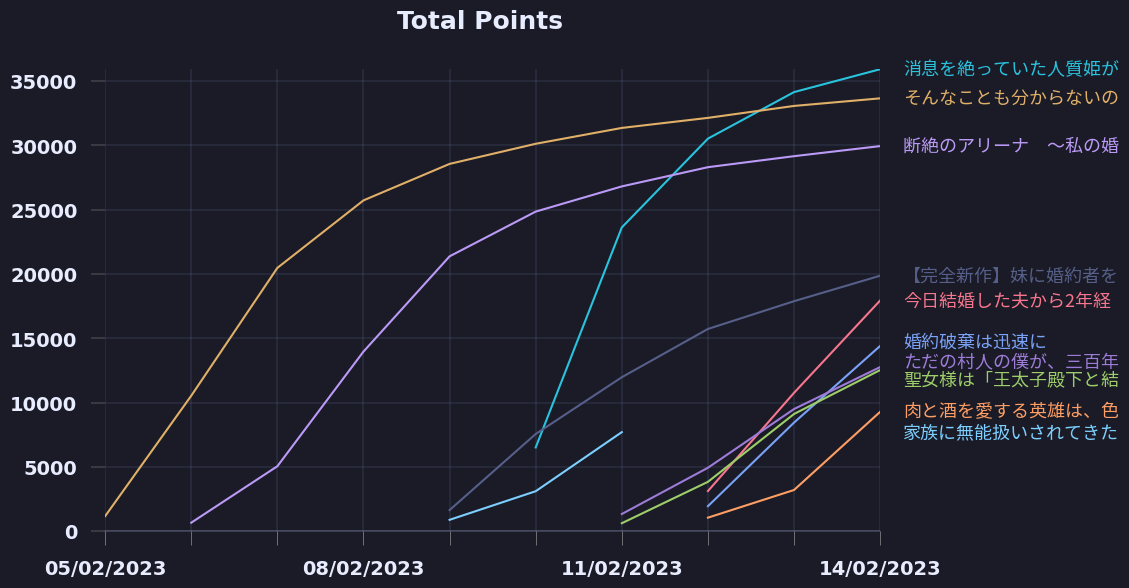 Total Points
35000
30000
25000
20000
15000
10000
5000
0
05/02/2023
08/02/2023
11/02/2023
14/02/2023
消息を絶っていた人質姫が
そんなことも分からないの
断絶のアリーナ　～私の婚
【完全新作】妹に婚約者を
今日結婚した夫から2年経
婚約破棄は迅速に
ただの村人の僕が、三百年
聖女様は「王太子殿下と結
肉と酒を愛する英雄は、色
家族に無能扱いされてきた